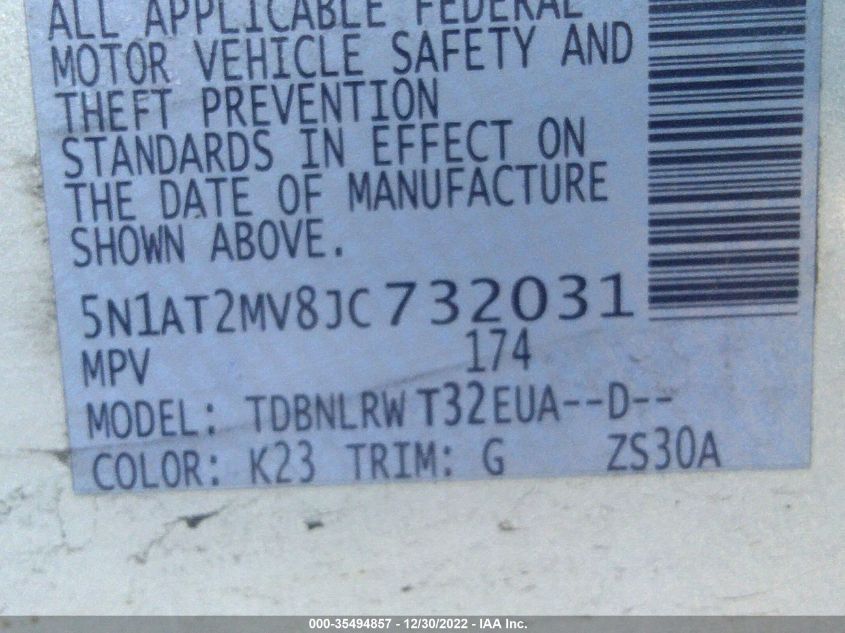 ALL APPLICABLE FEDERAL
MOTOR VEHICLE SAFETY AND
THEFT PREVENTION
STANDARDS IN EFFECT ON
THE DATE OF MANUFACTURE
SHOWN ABOVE.
5N1AT2MV8JC732031
MPV 174
MODEL: TDBNLRW T32EUA--D--
COLOR: K23 TRIM: G ZS30A
000-35494857 - 12/30/2022 - IAA Inc.